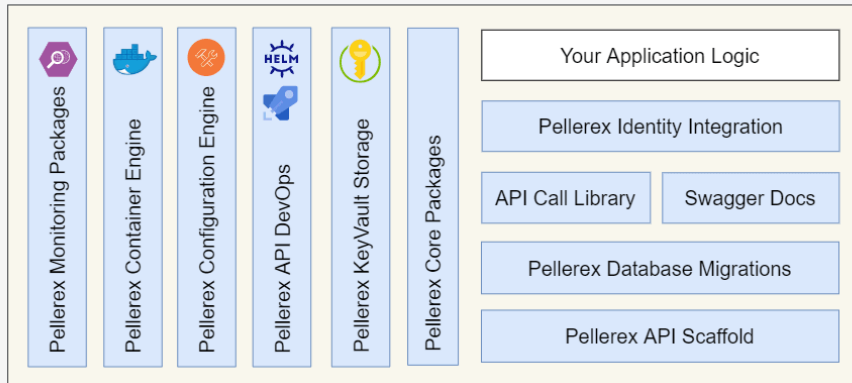 Pellerex Monitoring Packages
Pellerex Container Engine
Pellerex Configuration Engine
HELM
Pellerex API DevOps
Pellerex KeyVault Storage
Pellerex Core Packages
Your Application Logic
Pellerex Identity Integration
API Call Library
Swagger Docs
Pellerex Database Migrations
Pellerex API Scaffold